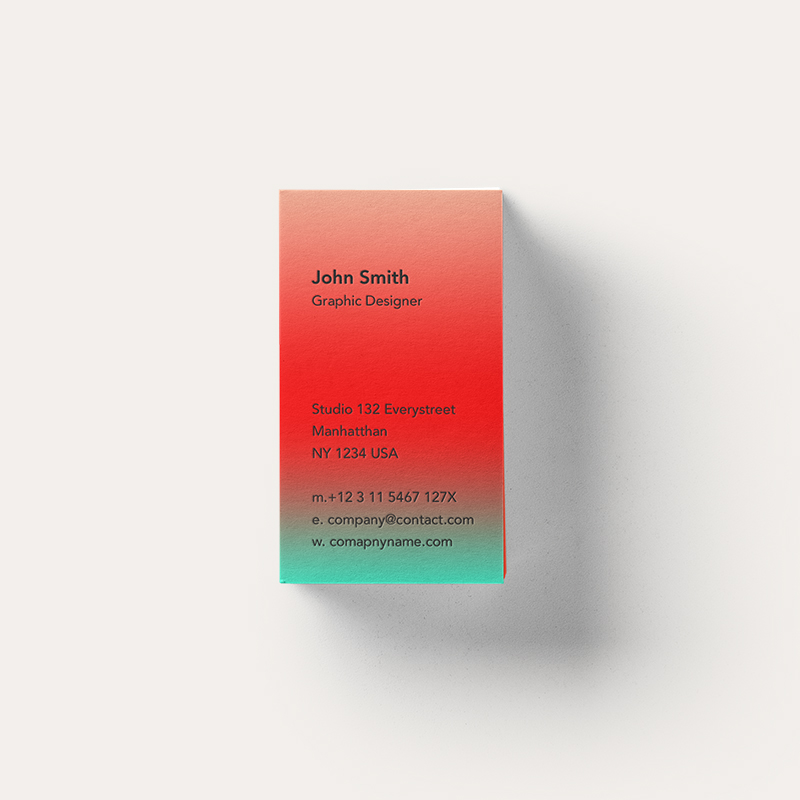 John Smith
Graphic Designer
Studio 132 Everystreet
Manhatthan
NY 1234 USA
m.+12 3 11 5467 127X
e. company@contact.com
w. comapnyname.com